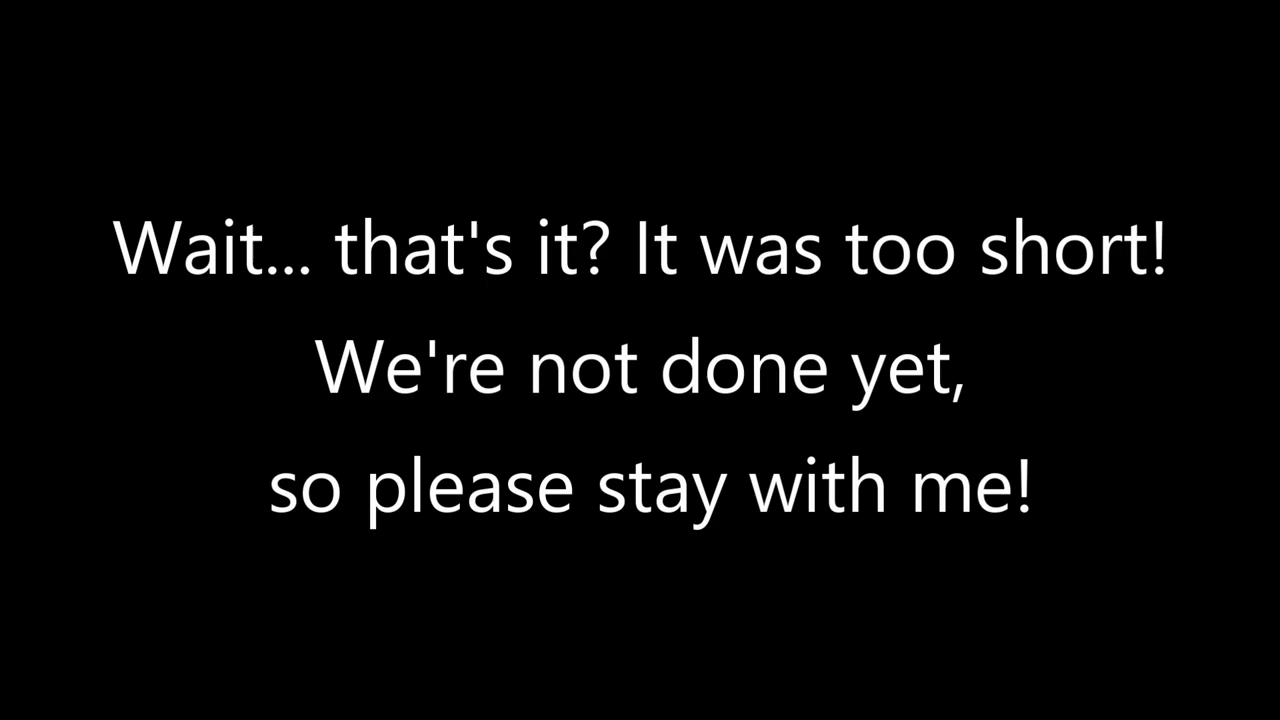 Wait... that's it? It was too short!
We're not done yet,
so please stay with me!